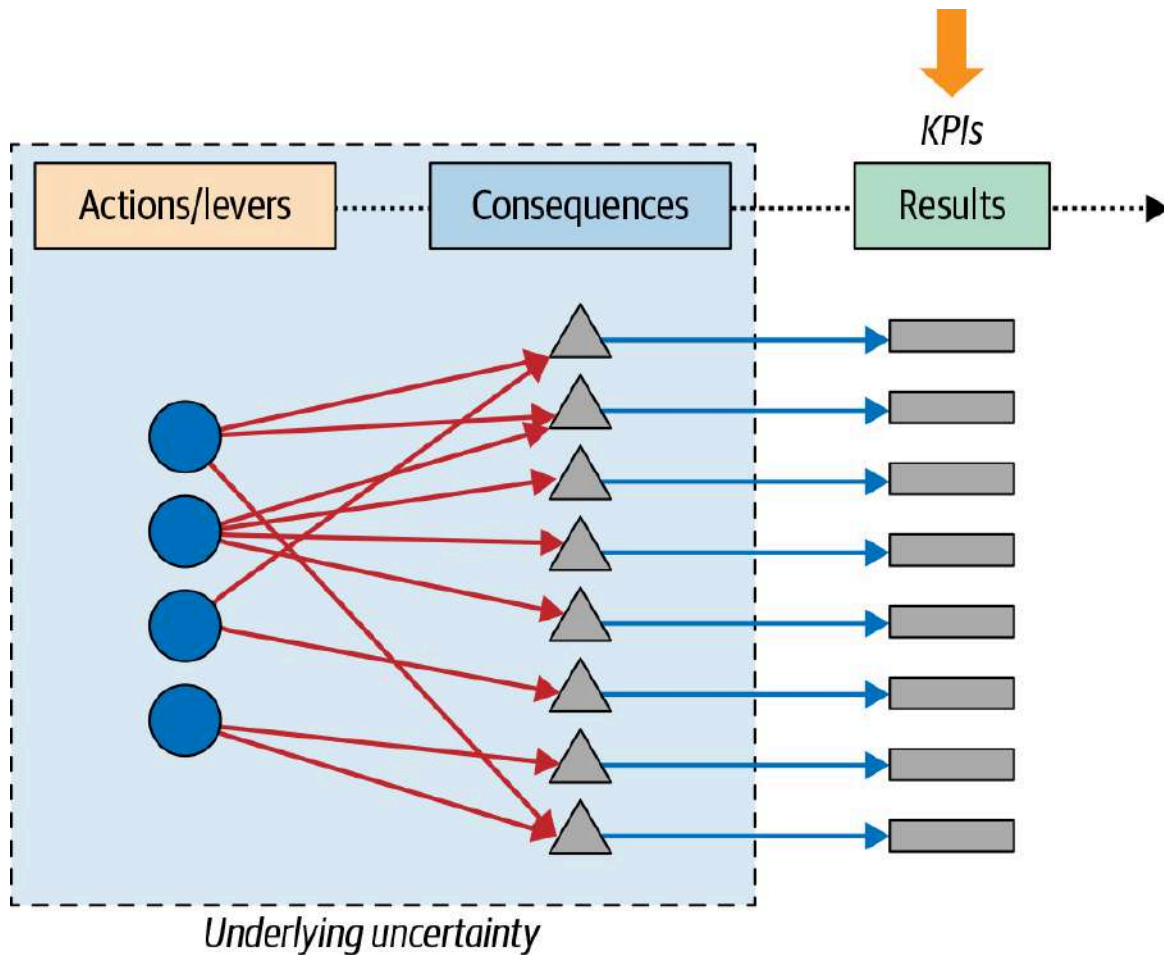 KPIs
Actions/levers
Consequences
Results
Underlying uncertainty